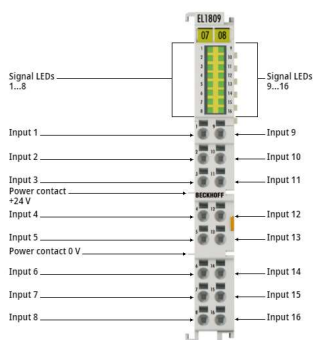 EL1809
07 08
Signal LEDs
1...8
Signal LEDs
9...16
Input 1
Input 9
Input 2
Input 10
Input 3
Input 11
Power contact
+24 V
BECKHOFF
Input 4
Input 12
Input 5
Input 13
Power contact 0 V
Input 6
Input 14
Input 7
Input 15
Input 8
Input 16